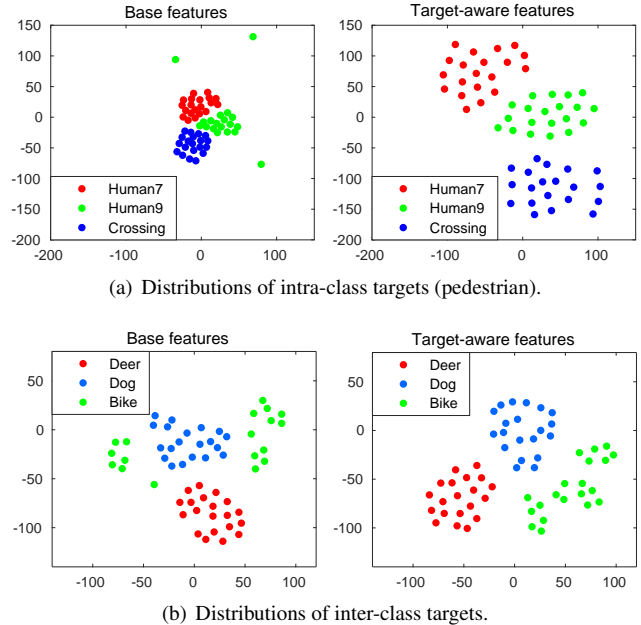 Base features
Target-aware features
150
100
50
0
-50
-100
-150
-200
Human7
Human9
Crossing
-200 -100 0 100
150
100
50
0
-50
-100
-150
-200
Human7
Human9
Crossing
-200 -100 0 100
(a) Distributions of intra-class targets (pedestrian).
Base features
Target-aware features
Deer
Dog
Bike
50
0
-50
-100
-100 -50 0 50 100
Deer
Dog
Bike
50
0
-50
-100
-100 -50 0 50 100
(b) Distributions of inter-class targets.